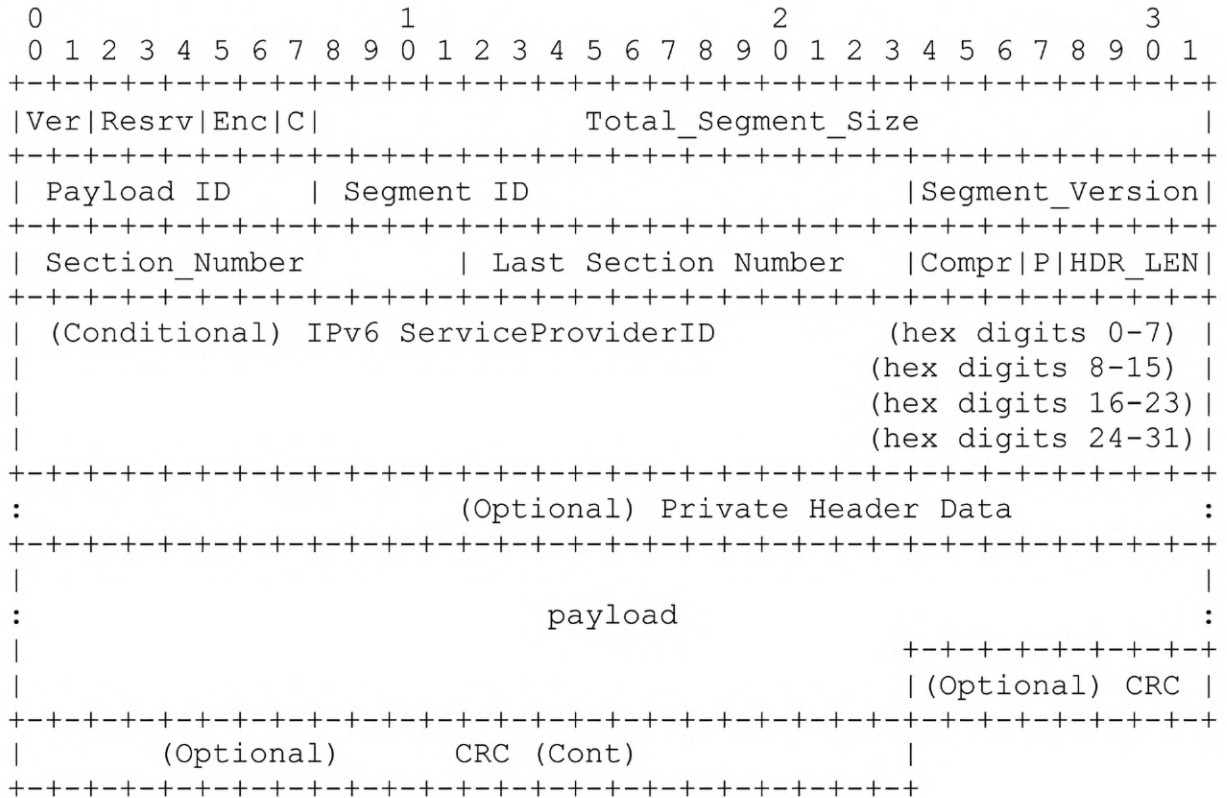 0                   1                   2                   3
 0 1 2 3 4 5 6 7 8 9 0 1 2 3 4 5 6 7 8 9 0 1 2 3 4 5 6 7 8 9 0 1
+-+-+-+-+-+-+-+-+-+-+-+-+-+-+-+-+-+-+-+-+-+-+-+-+-+-+-+-+-+-+-+-+
|Ver|Resrv|Enc|C|              Total_Segment_Size               |
+-+-+-+-+-+-+-+-+-+-+-+-+-+-+-+-+-+-+-+-+-+-+-+-+-+-+-+-+-+-+-+-+
| Payload ID    | Segment ID                    |Segment_Version|
+-+-+-+-+-+-+-+-+-+-+-+-+-+-+-+-+-+-+-+-+-+-+-+-+-+-+-+-+-+-+-+-+
| Section_Number        | Last Section Number   |Compr|P|HDR_LEN|
+-+-+-+-+-+-+-+-+-+-+-+-+-+-+-+-+-+-+-+-+-+-+-+-+-+-+-+-+-+-+-+-+
| (Conditional) IPv6 ServiceProviderID         (hex digits 0-7) |
|                                             (hex digits 8-15) |
|                                             (hex digits 16-23)|
|                                             (hex digits 24-31)|
+-+-+-+-+-+-+-+-+-+-+-+-+-+-+-+-+-+-+-+-+-+-+-+-+-+-+-+-+-+-+-+-+
:                       (Optional) Private Header Data          :
+-+-+-+-+-+-+-+-+-+-+-+-+-+-+-+-+-+-+-+-+-+-+-+-+-+-+-+-+-+-+-+-+
|                                                               |
:                            payload                            :
|                                               +-+-+-+-+-+-+-+-+
|                                               |(Optional) CRC |
+-+-+-+-+-+-+-+-+-+-+-+-+-+-+-+-+-+-+-+-+-+-+-+-+-+-+-+-+-+-+-+-+
|       (Optional)      CRC (Cont)              |
+-+-+-+-+-+-+-+-+-+-+-+-+-+-+-+-+-+-+-+-+-+-+-+-+